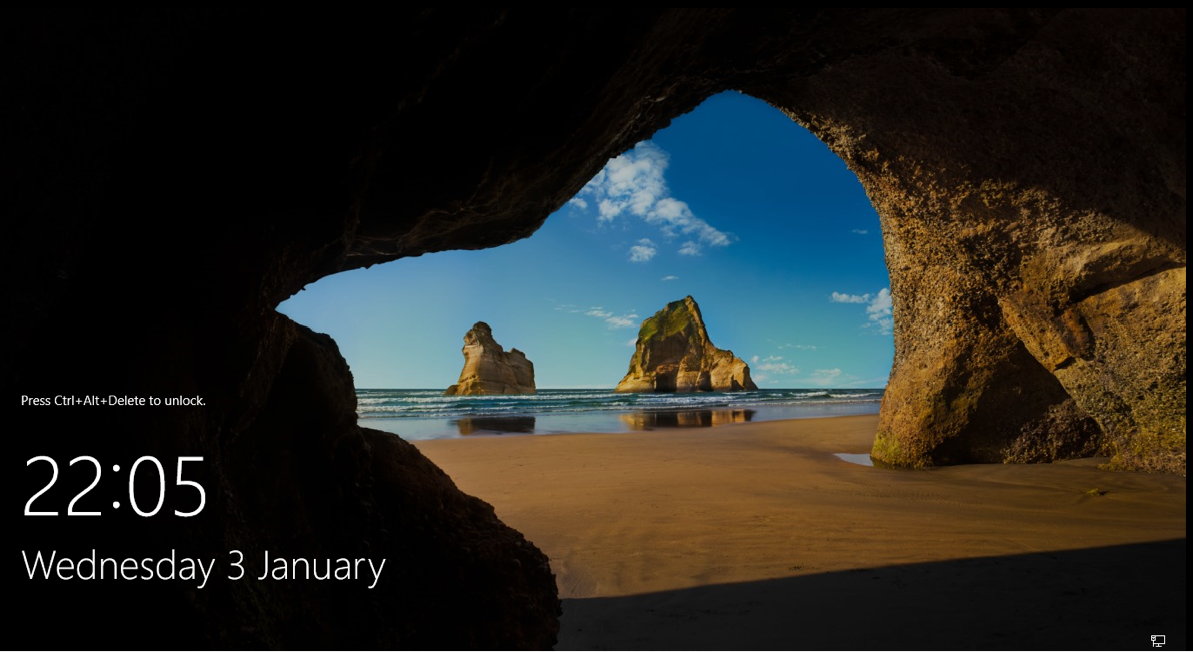 Press Ctrl+Alt+Delete to unlock.
22:05
Wednesday 3 January